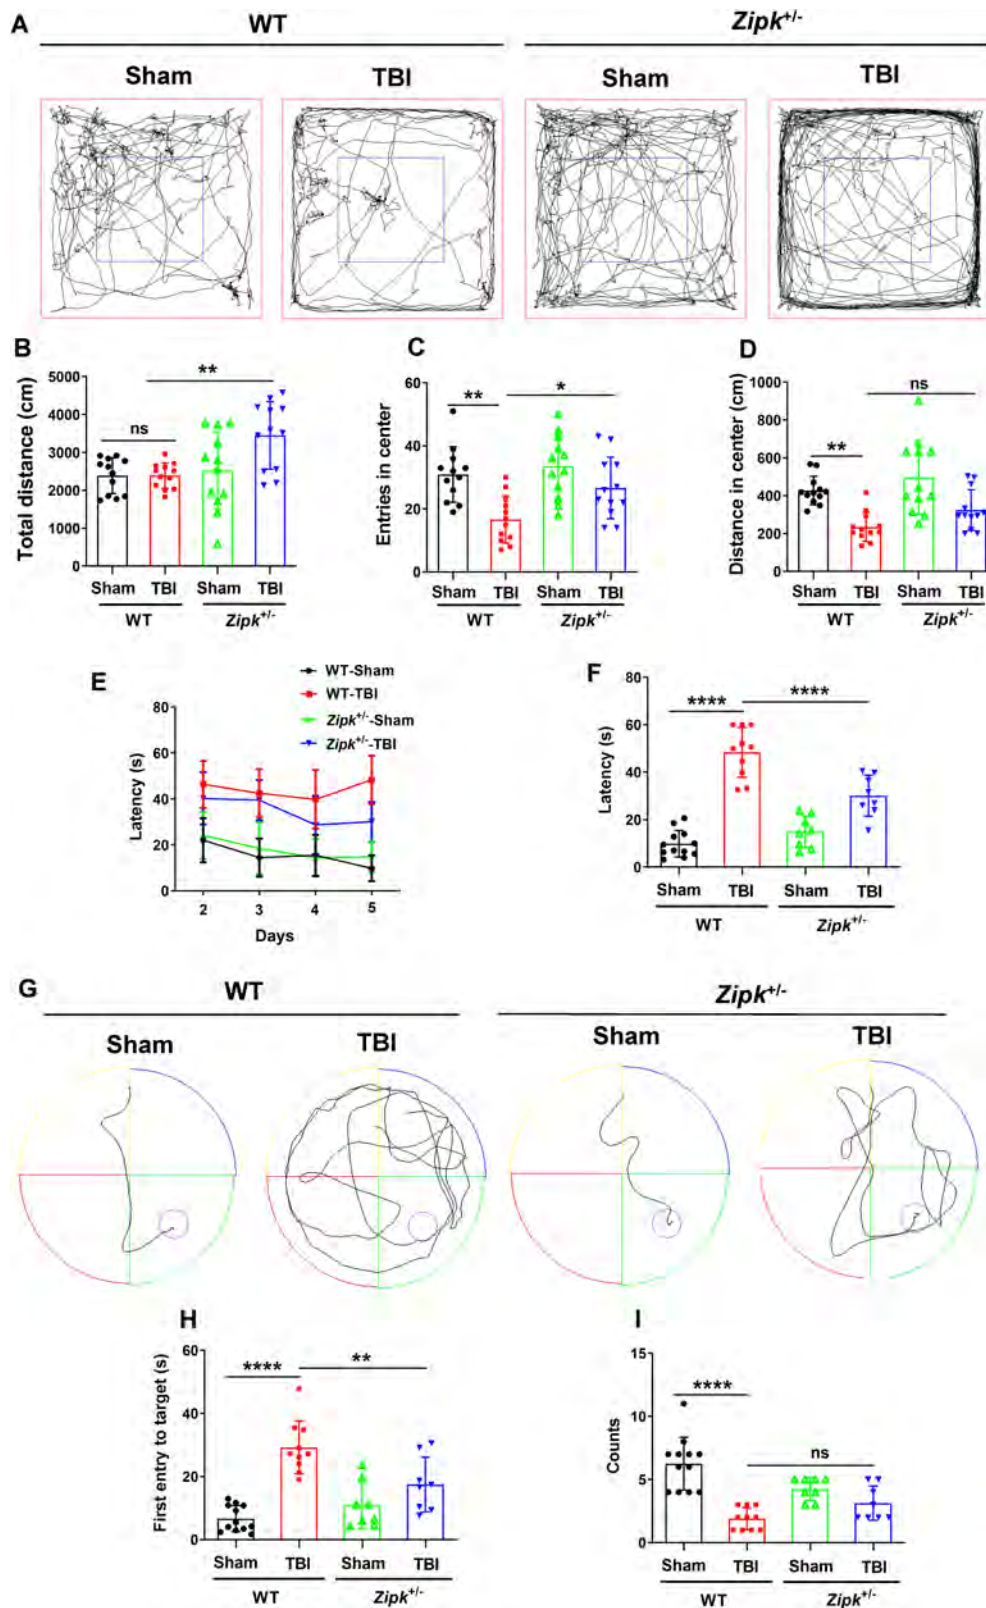 A
WT
Zipk+/-
Sham
TBI
Sham
TBI
B
Total distance (cm)
5000
4000
3000
2000
1000
0
ns
**
Sham
TBI
Sham
TBI
WT
Zipk+/-
C
Entries in center
60
40
20
0
**
*
Sham
TBI
Sham
TBI
WT
Zipk+/-
D
Distance in center (cm)
1000
800
600
400
200
0
**
ns
Sham
TBI
Sham
TBI
WT
Zipk+/-
E
WT-Sham
WT-TBI
Zipk+/--Sham
Zipk+/--TBI
Latency (s)
80
60
40
20
0
2
3
4
5
Days
F
Latency (s)
80
60
40
20
0
****
****
Sham
TBI
Sham
TBI
WT
Zipk+/-
G
WT
Zipk+/-
Sham
TBI
Sham
TBI
H
First entry to target (s)
60
40
20
0
****
**
Sham
TBI
Sham
TBI
WT
Zipk+/-
I
Counts
15
10
5
0
****
ns
Sham
TBI
Sham
TBI
WT
Zipk+/-